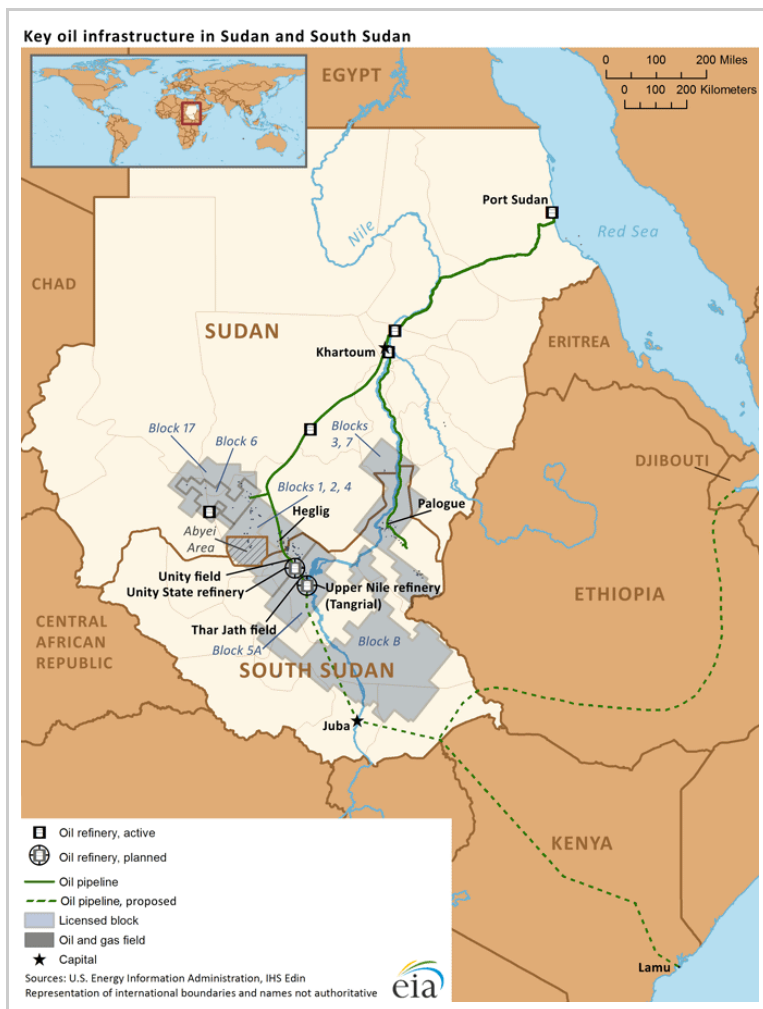 Key oil infrastructure in Sudan and South Sudan
EGYPT
0 100 200 Miles
0 100 200 Kilometers
Port Sudan
Nile
Red Sea
CHAD
SUDAN
Khartoum
ERITREA
Block 17
Block 6
Blocks
3, 7
DJIBOUTI
Blocks 1, 2, 4
Heglig
Palogue
Abyei
Area
Unity field
Unity State refinery
Upper Nile refinery
(Tangrial)
ETHIOPIA
CENTRAL
AFRICAN
REPUBLIC
Thar Jath field
Block 5A
Block B
SOUTH SUDAN
Juba
KENYA
Lamu
Oil refinery, active
Oil refinery, planned
Oil pipeline
Oil pipeline, proposed
Licensed block
Oil and gas field
Capital
Sources: U.S. Energy Information Administration, IHS Edin
Representation of international boundaries and names not authoritative
eia